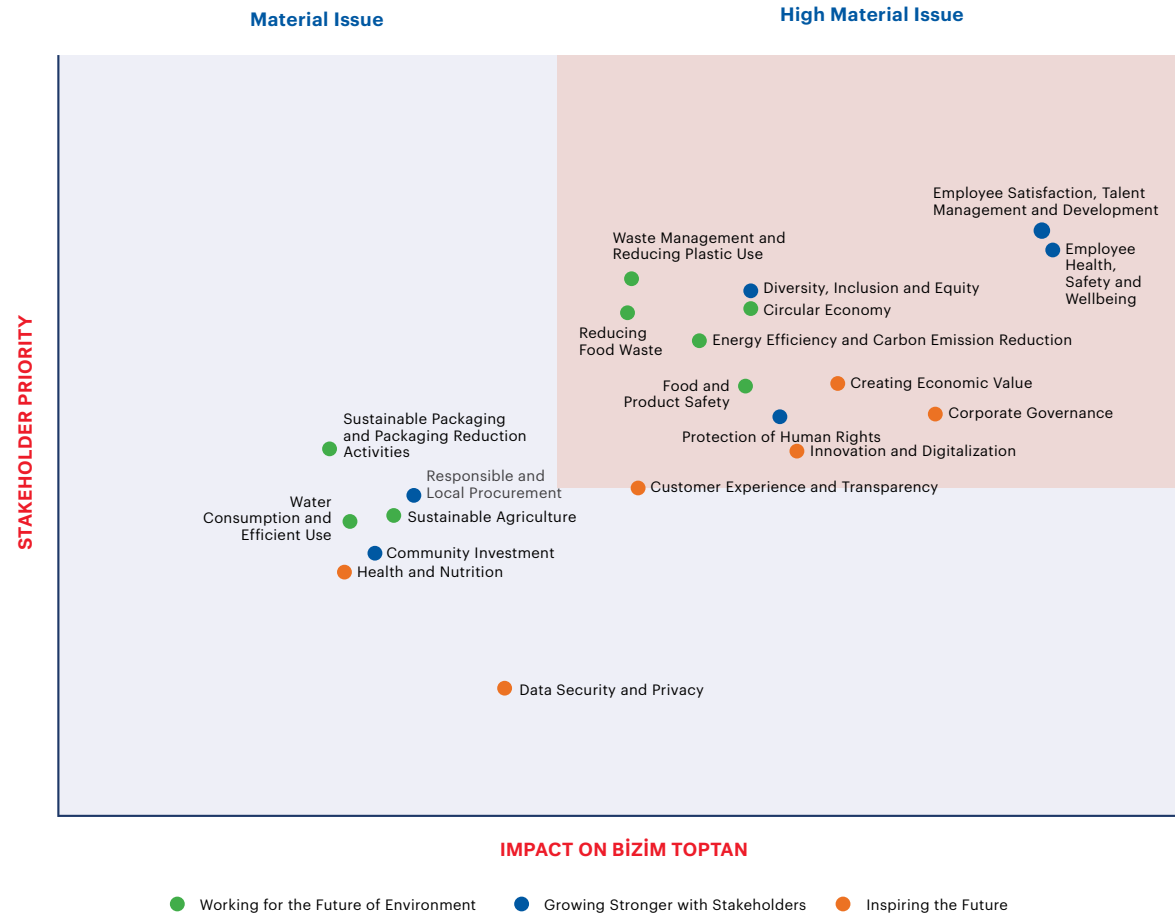 Material Issue
High Material Issue
STAKEHOLDER PRIORITY
Employee Satisfaction, Talent
Management and Development
Employee
Health,
Safety and
Wellbeing
Waste Management and
Reducing Plastic Use
Diversity, Inclusion and Equity
Circular Economy
Reducing
Food Waste
Energy Efficiency and Carbon Emission Reduction
Food and
Product Safety
Creating Economic Value
Corporate Governance
Protection of Human Rights
Innovation and Digitalization
Sustainable Packaging
and Packaging Reduction
Activities
Responsible and
Local Procurement
Customer Experience and Transparency
Water
Consumption and
Efficient Use
Sustainable Agriculture
Community Investment
Health and Nutrition
Data Security and Privacy
IMPACT ON BİZİM TOPTAN
Working for the Future of Environment
Growing Stronger with Stakeholders
Inspiring the Future